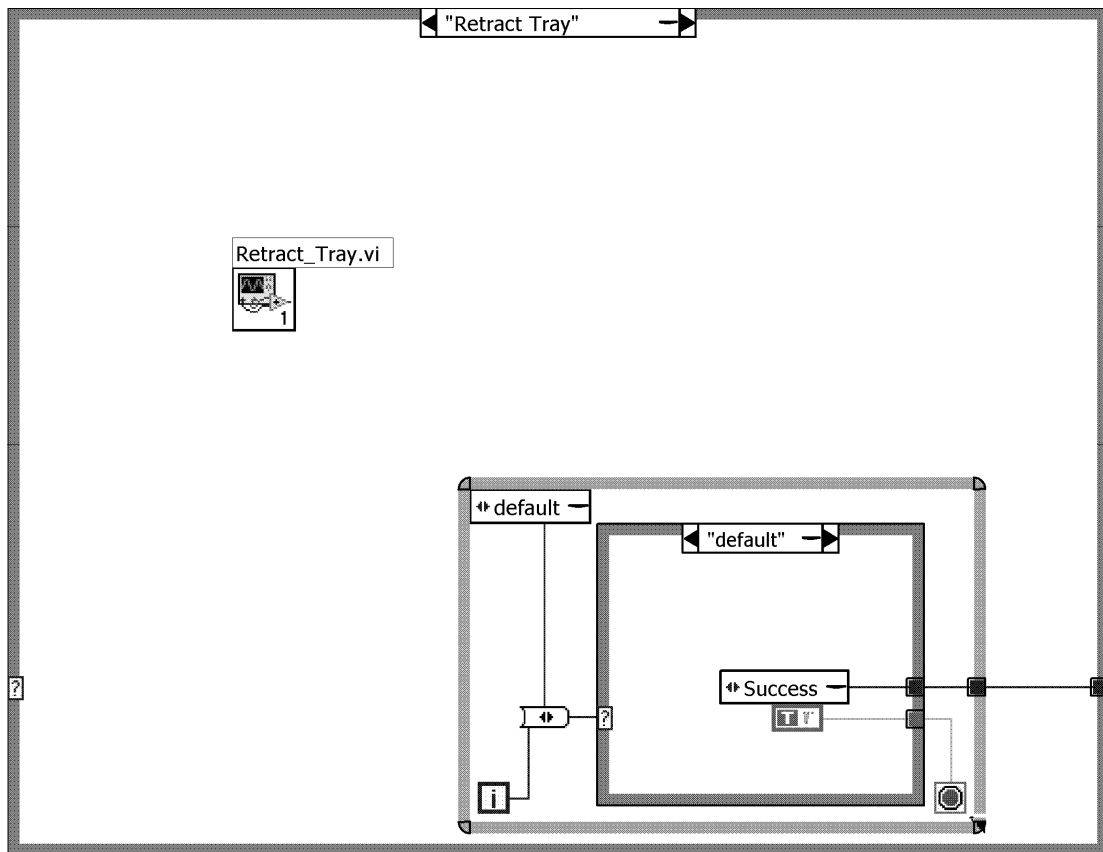 "Retract Tray"
Retract_Tray.vi
1
default
"default"
?
Success
T F
?
i